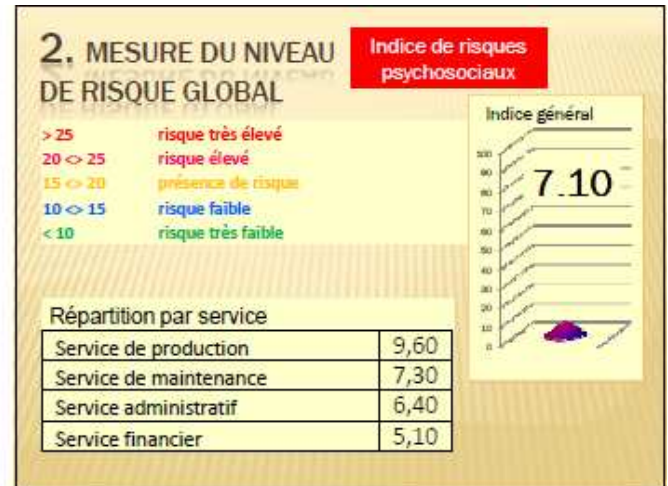 2. MESURE DU NIVEAU
DE RISQUE GLOBAL
Indice de risques
psychosociaux
> 25 risque très élevé
20 <> 25 risque élevé
15 <> 20 présence de risque
10 <> 15 risque faible
< 10 risque très faible
Indice général
100
90
80
70
60
50
40
30
20
10
0
7.10
Répartition par service
Service de production 9,60
Service de maintenance 7,30
Service administratif 6,40
Service financier 5,10